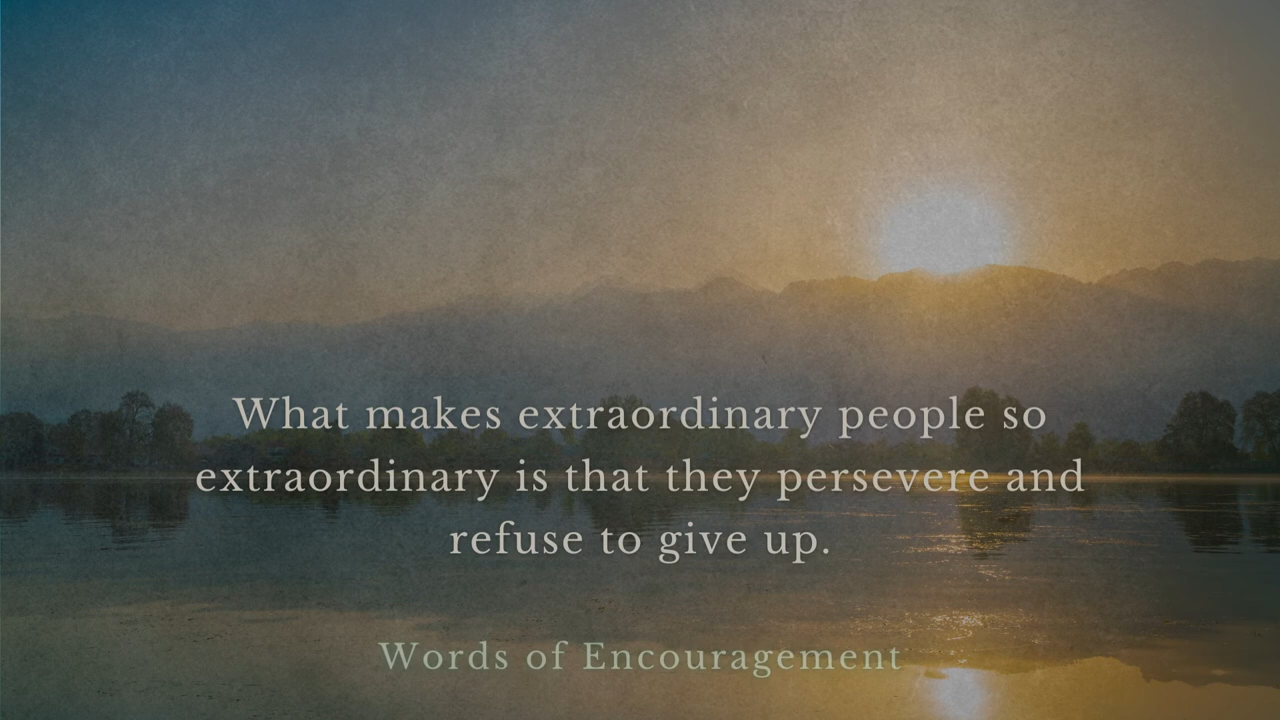 What makes extraordinary people so
extraordinary is that they persevere and
refuse to give up.
Words of Encouragement